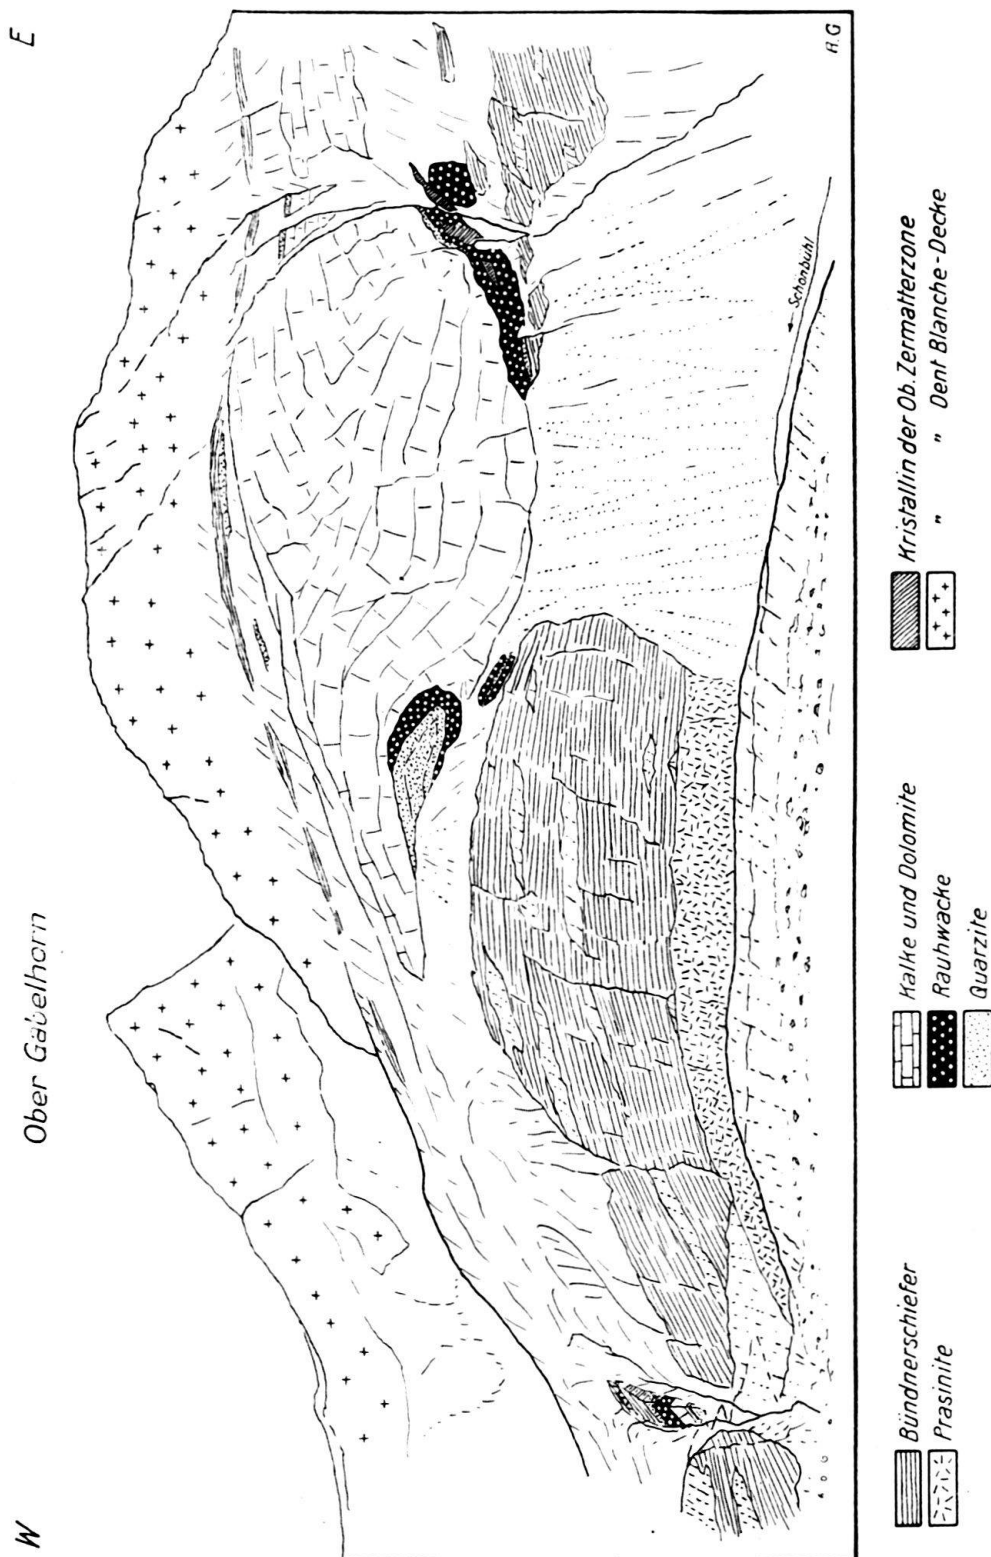 W
Ober Gabelhorn
E
Schönbühl
A.G
Bündnerschiefer
Prasinite
Kalke und Dolomite
Rauhwacke
Quarzite
Kristallin der Ob. Zermatterzone
" " Dent Blanche-Decke